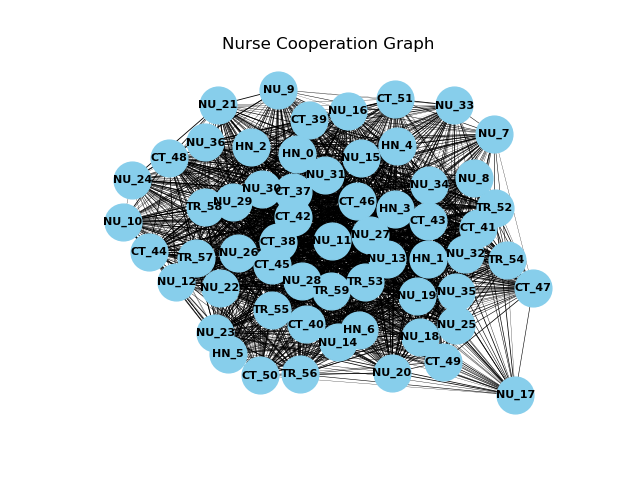 Nurse Cooperation Graph
NU_9
NU_21
CT_51
NU_33
NU_16
CT_39
NU_7
NU_36
HN_2
HN_4
HN_0
CT_48
NU_15
NU_31
NU_24
NU_8
NU_34
NU_30
CT_37
NU_29
CT_46
TR_58
HN_3
TR_52
NU_10
CT_42
CT_43
CT_41
NU_27
NU_11
CT_38
CT_44
NU_26
NU_32
TR_57
NU_13
HN_1
TR_54
CT_45
NU_12
NU_28
TR_53
NU_22
CT_47
TR_59
NU_35
NU_19
TR_55
CT_40
NU_25
HN_6
NU_23
NU_18
NU_14
HN_5
CT_49
CT_50
TR_56
NU_20
NU_17